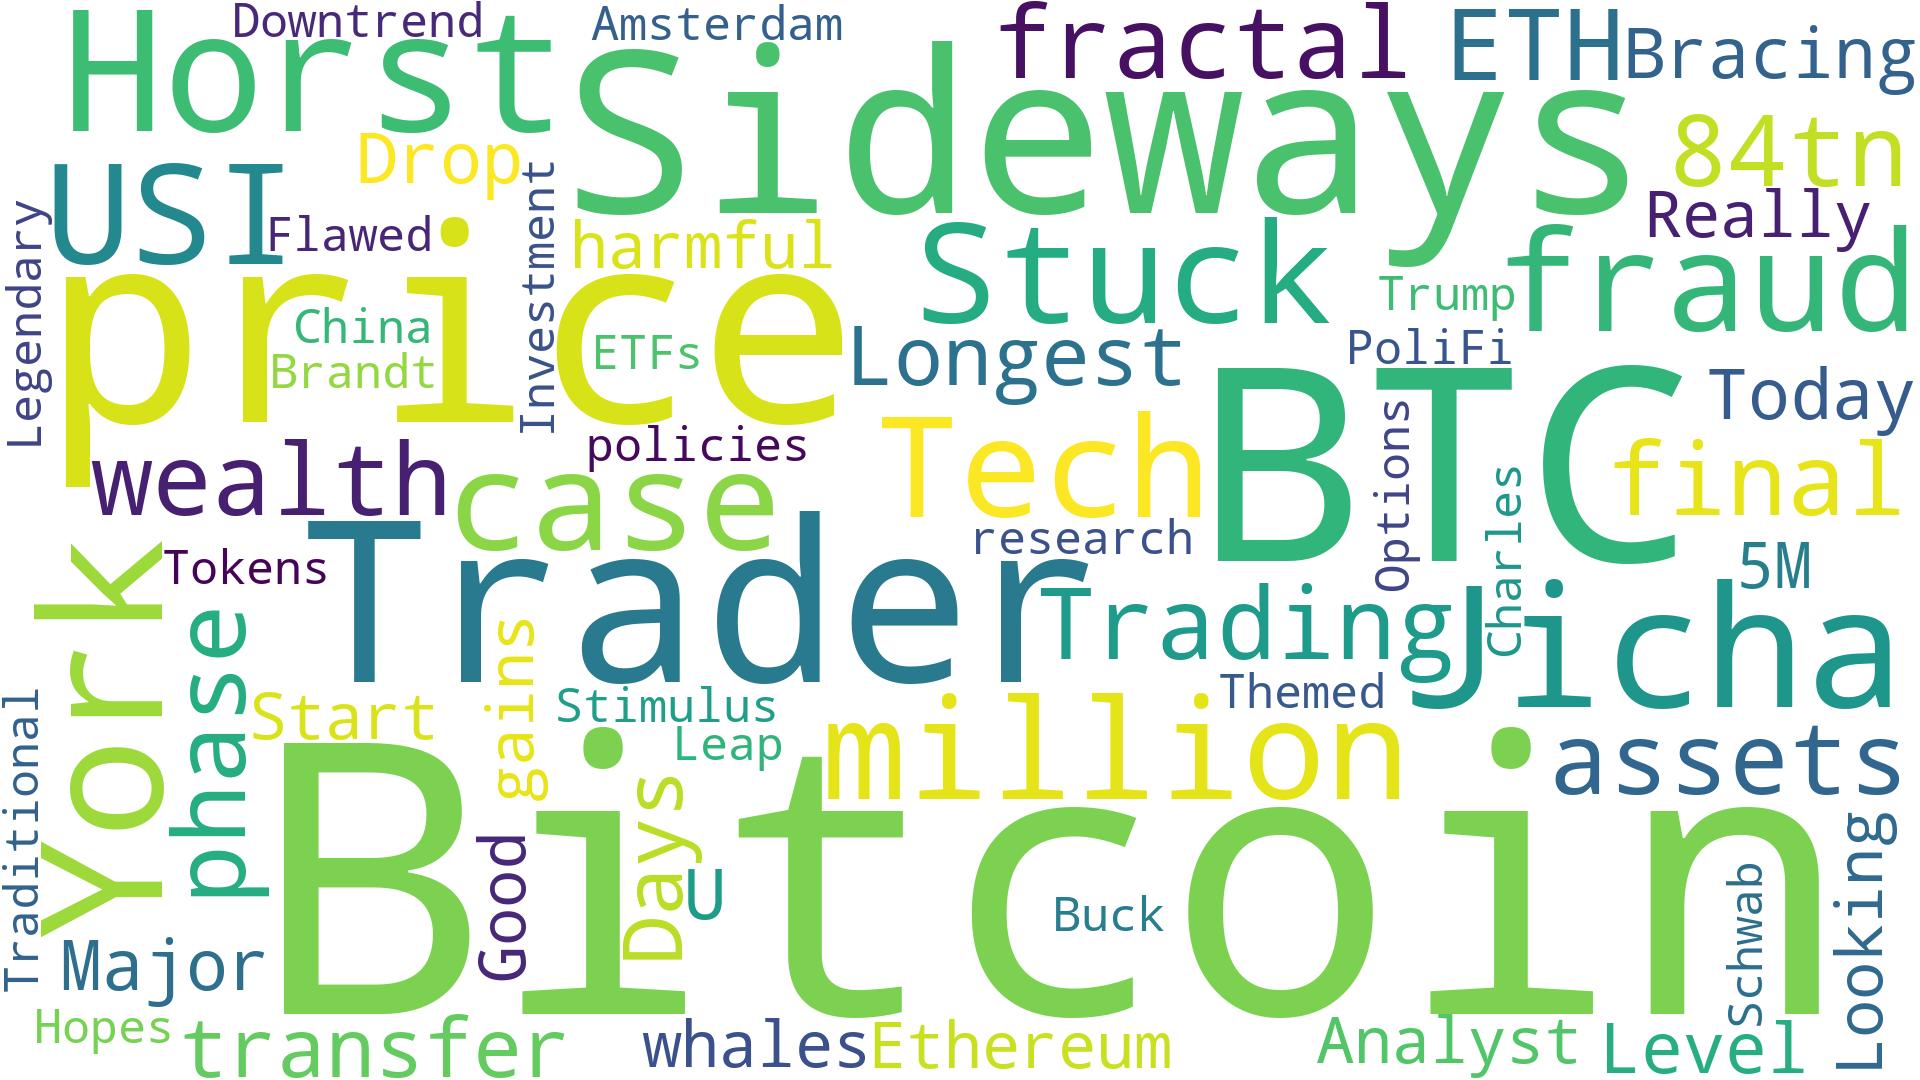 Downtrend
Amsterdam
Horst
Sideways
fractal
ETH
Bracing
Drop
84tn
USI
Really
Legendary
Flawed
Investment
harmful
Stuck
fraud
price
China
Brandt
ETFs
Trump
Longest
PoliFi
BTC
Today
wealth
policies
case
Tech
Options
final
Charles
York
Tokens
Trader
research
5M
Trading
Jicha
phase
gains
Start
Stimulus
Leap
Themed
million
assets
Traditional
Bitcoin
Good
Days
U
Buck
Schwab
Looking
Major
Hopes
transfer
whales
Ethereum
Analyst
Level